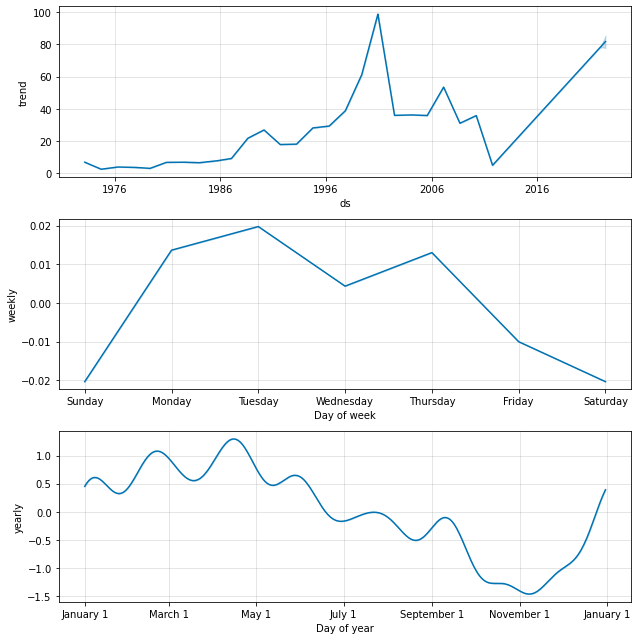 100
80
60
40
20
0
trend
1976 1986 1996 2006 2016
ds
0.02
0.01
0.00
−0.01
−0.02
weekly
Sunday Monday Tuesday Wednesday Thursday Friday Saturday
Day of week
1.0
0.5
0.0
−0.5
−1.0
−1.5
yearly
January 1 March 1 May 1 July 1 September 1 November 1 January 1
Day of year